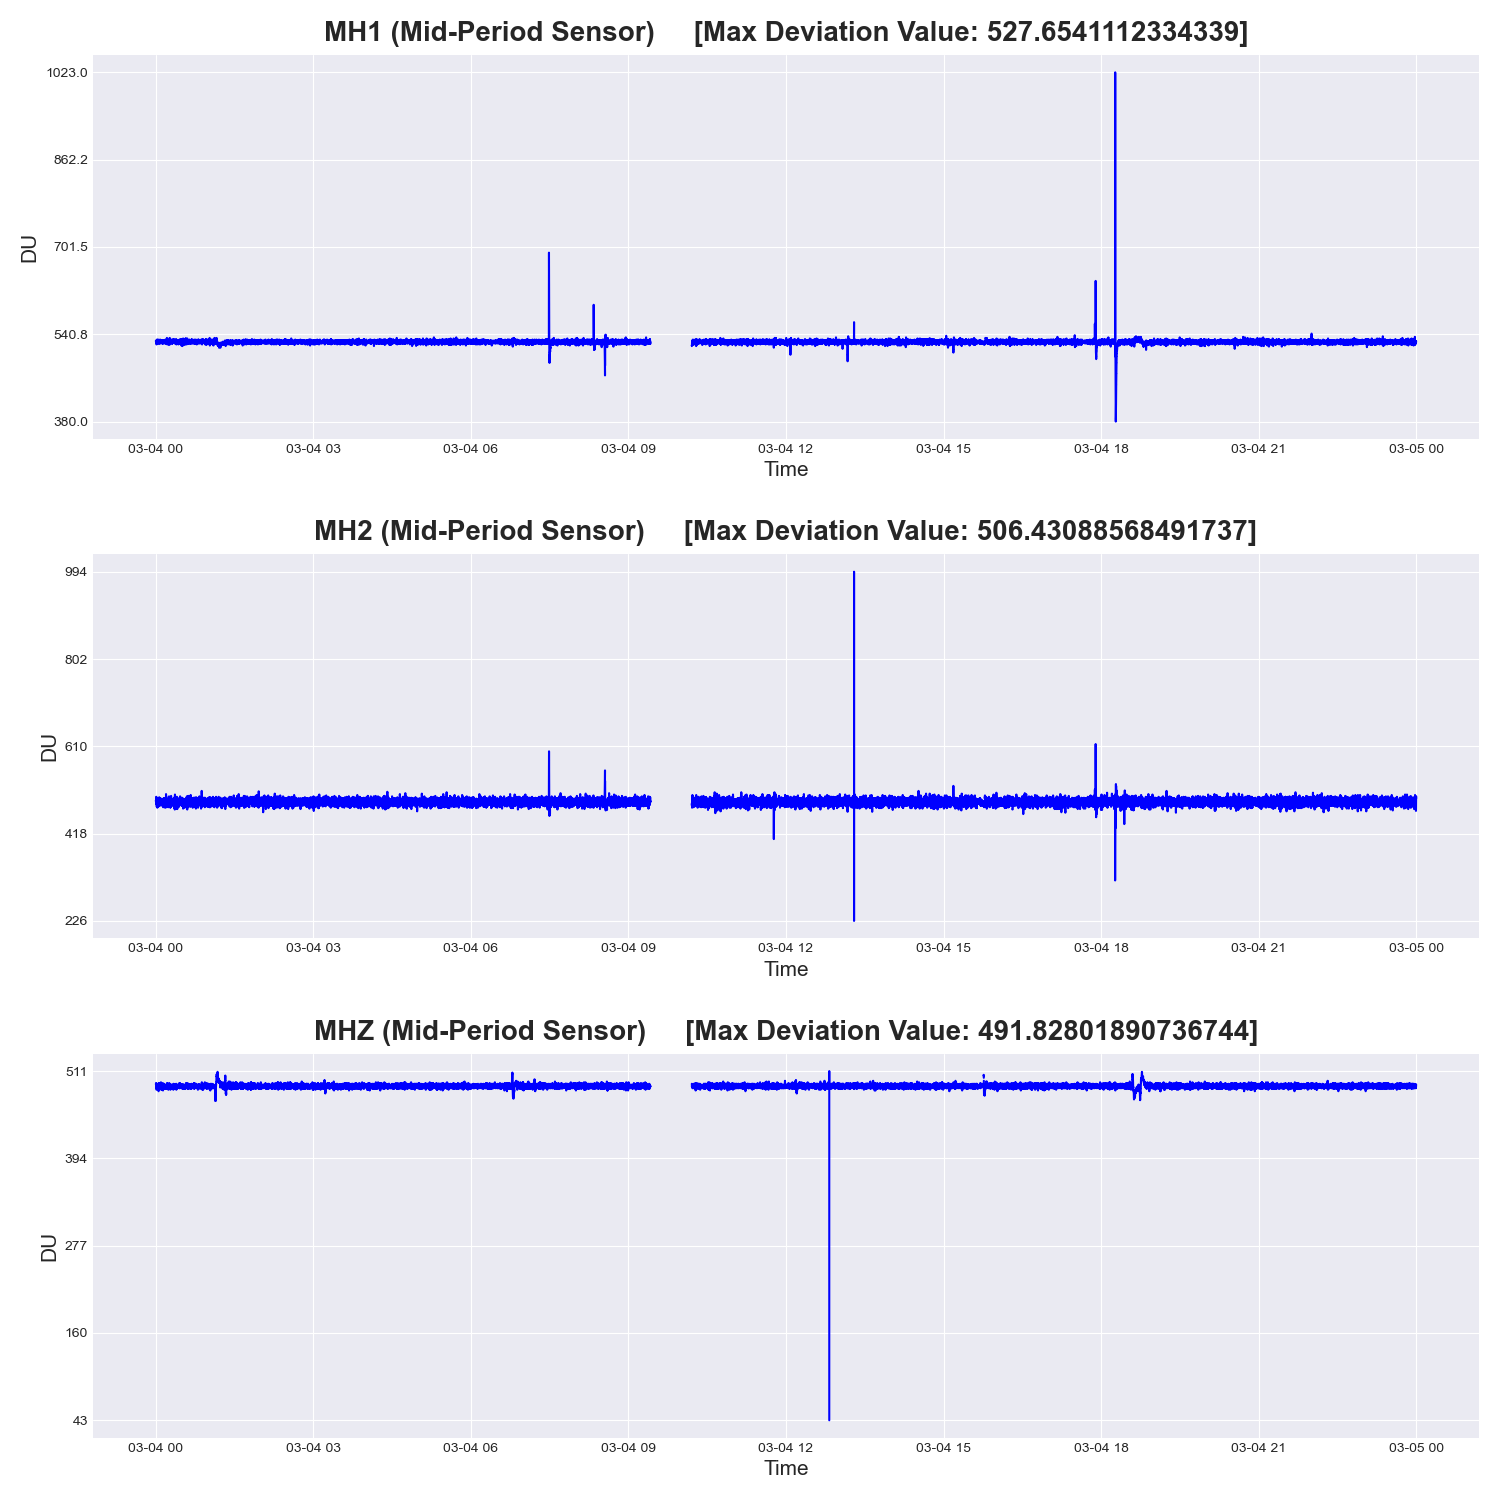 MH1 (Mid-Period Sensor) [Max Deviation Value: 527.6541112334339]
1023.0
862.2
701.5
540.8
380.0
DU
03-04 00 03-04 03 03-04 06 03-04 09 03-04 12 03-04 15 03-04 18 03-04 21 03-05 00
Time
MH2 (Mid-Period Sensor) [Max Deviation Value: 506.43088568491737]
994
802
610
418
226
DU
03-04 00 03-04 03 03-04 06 03-04 09 03-04 12 03-04 15 03-04 18 03-04 21 03-05 00
Time
MHZ (Mid-Period Sensor) [Max Deviation Value: 491.82801890736744]
511
394
277
160
43
DU
03-04 00 03-04 03 03-04 06 03-04 09 03-04 12 03-04 15 03-04 18 03-04 21 03-05 00
Time